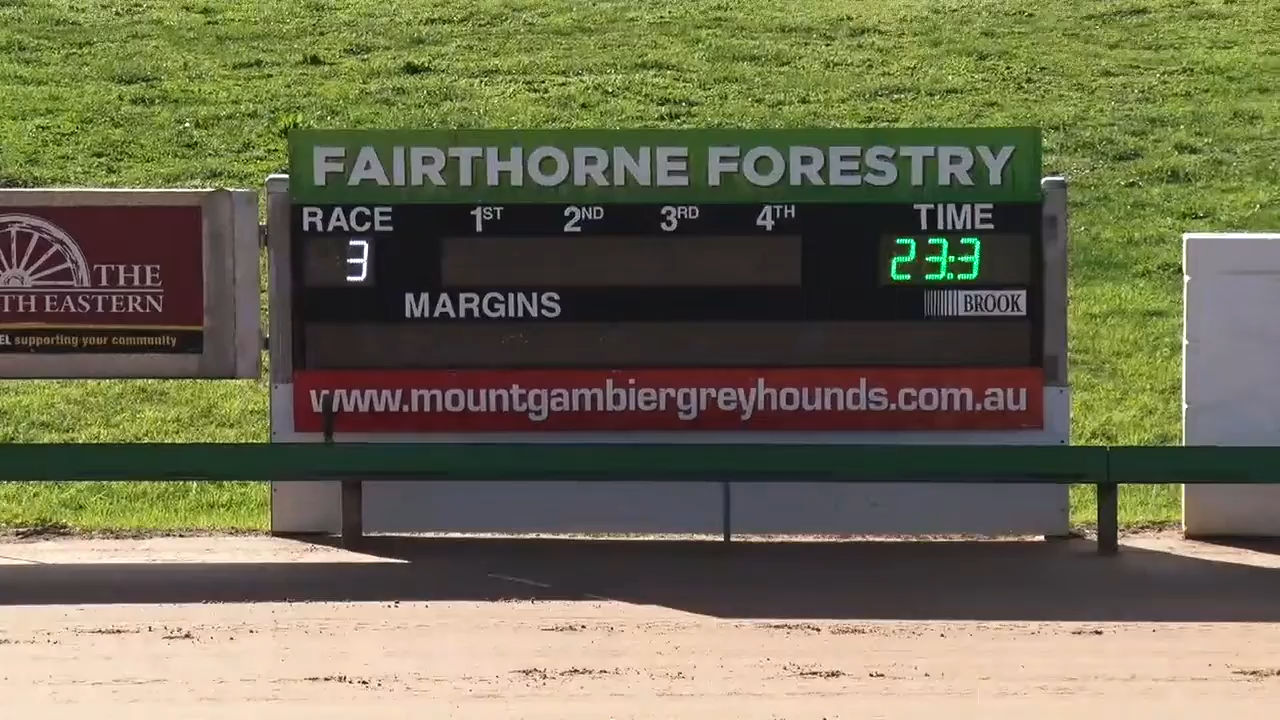 FAIRTHORNE FORESTRY
RACE 1ST 2ND 3RD 4TH TIME
3 23:3
MARGINS BROOK
www.mountgambiergreyhounds.com.au
THE
TH EASTERN
EL supporting your community